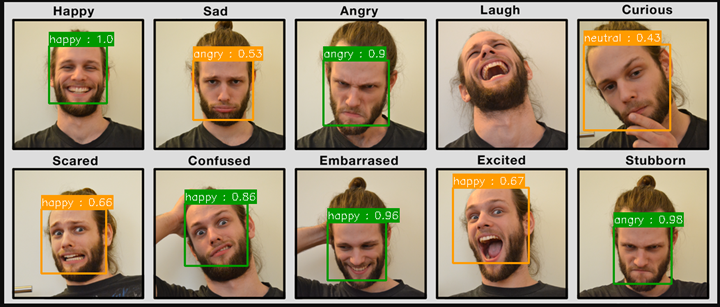 Happy Sad Angry Laugh Curious
happy : 1.0 angry : 0.53 angry : 0.9 neutral : 0.43
Scared Confused Embarrased Excited Stubborn
happy : 0.66 happy : 0.86 happy : 0.96 happy : 0.67 angry : 0.98